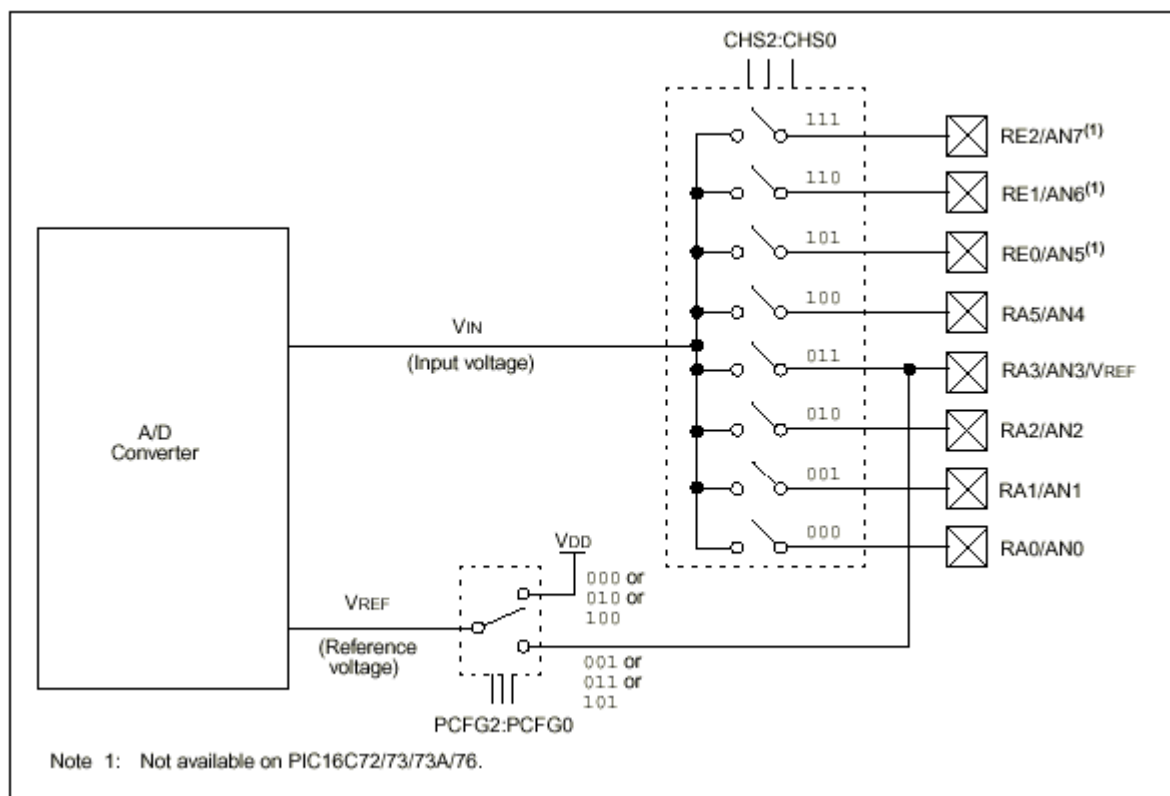 CHS2:CHS0
111
RE2/AN7(1)
110
RE1/AN6(1)
101
RE0/AN5(1)
100
RA5/AN4
VIN
(Input voltage)
011
RA3/AN3/VREF
A/D
Converter
010
RA2/AN2
001
RA1/AN1
000
RA0/AN0
VDD
000 or
010 or
100
VREF
(Reference
voltage)
001 or
011 or
101
PCFG2:PCFG0
Note 1: Not available on PIC16C72/73/73A/76.